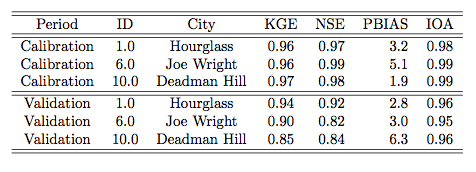 Period ID City KGE NSE PBIAS IOA
Calibration 1.0 Hourglass 0.96 0.97 3.2 0.98
Calibration 6.0 Joe Wright 0.96 0.99 5.1 0.99
Calibration 10.0 Deadman Hill 0.97 0.98 1.9 0.99
Validation 1.0 Hourglass 0.94 0.92 2.8 0.96
Validation 6.0 Joe Wright 0.90 0.82 3.0 0.95
Validation 10.0 Deadman Hill 0.85 0.84 6.3 0.96